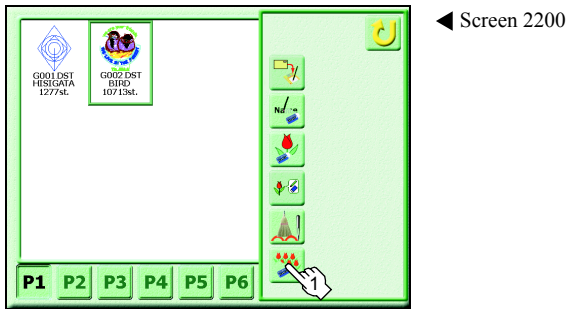 ◀ Screen 2200
G001 DST
HISIGATA
1277st.
G002 DST
BIRD
10713st.
Name
P1 P2 P3 P4 P5 P6
1